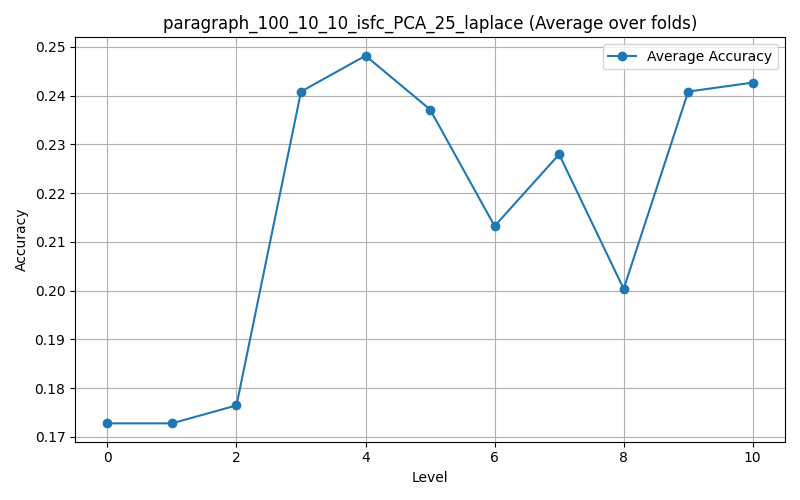 paragraph_100_10_10_isfc_PCA_25_laplace (Average over folds)
Average Accuracy
0.25
0.24
0.23
0.22
0.21
0.20
0.19
0.18
0.17
Accuracy
0 2 4 6 8 10
Level